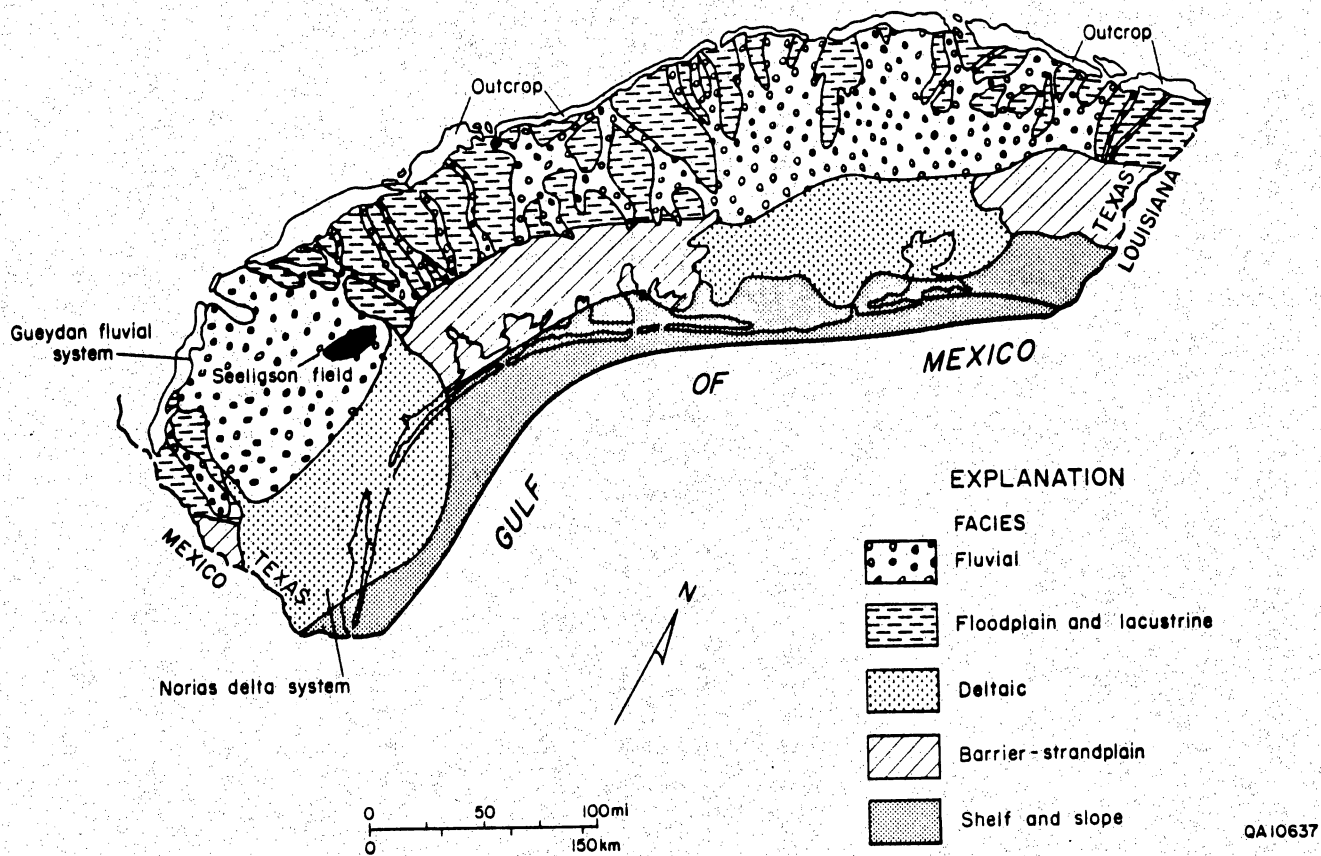 Outcrop
Outcrop
TEXAS
LOUISIANA
Gueydan fluvial
system
Seeligson field
MEXICO
OF
GULF
MEXICO
TEXAS
Norias delta system
N
EXPLANATION
FACIES
Fluvial
Floodplain and lacustrine
Deltaic
Barrier-strandplain
Shelf and slope
0 50 100mi
0 150km
QA10637